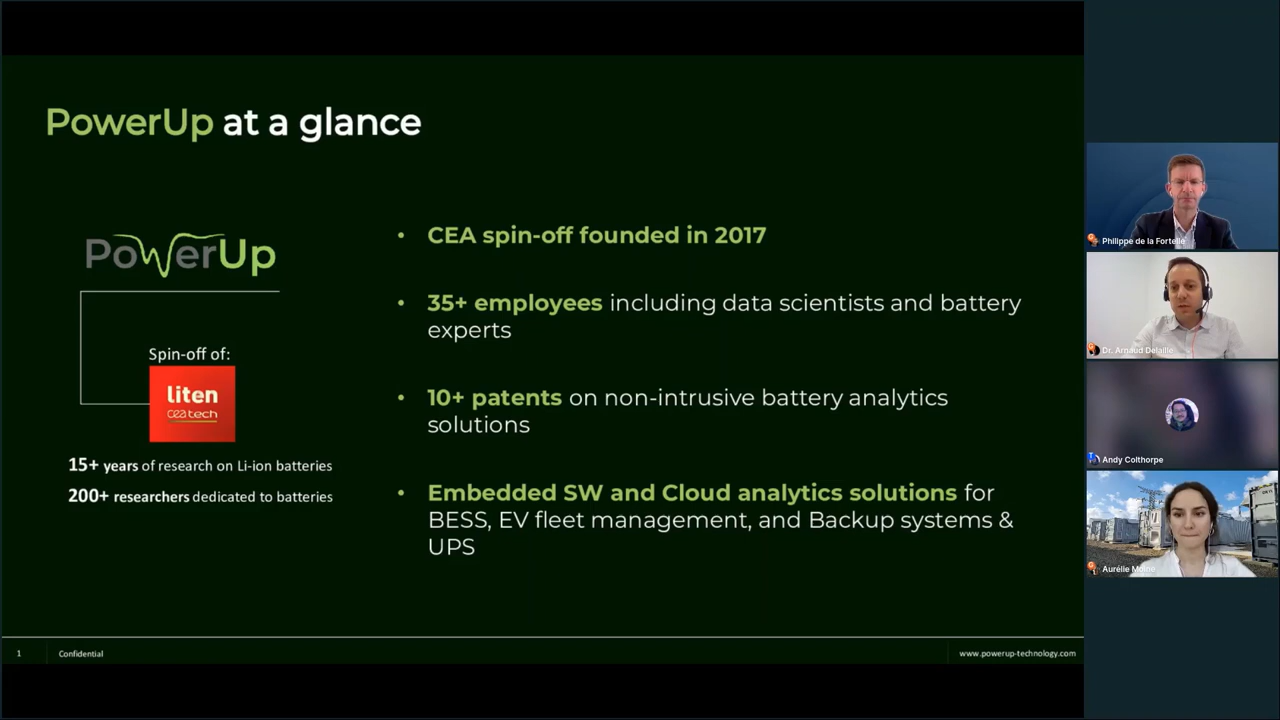 PowerUp at a glance
PowerUp
Spin-off of:
liten
ceatech
15+ years of research on Li-ion batteries
200+ researchers dedicated to batteries
• CEA spin-off founded in 2017
• 35+ employees including data scientists and battery
experts
• 10+ patents on non-intrusive battery analytics
solutions
• Embedded SW and Cloud analytics solutions for
BESS, EV fleet management, and Backup systems &
UPS
1
Confidential
www.powerup-technology.com
Philippe de la Fortelle
Dr. Arnaud Delaille
Andy Colthorpe
Aurélie Moine